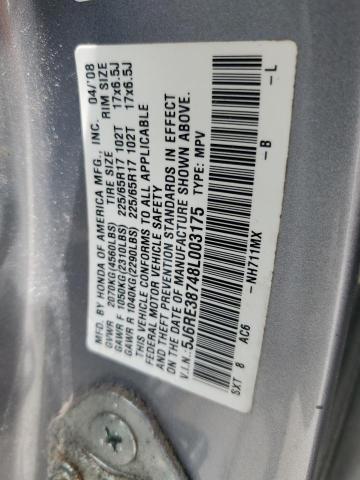 MFD. BY HONDA OF AMERICA MFG., INC. 04/'08
GVWR 2070KG(4560LBS) TIRE SIZE RIM SIZE
GAWR F 1050KG(2310LBS) 225/65R17 102T 17x6.5J
GAWR R 1040KG(2290LBS) 225/65R17 102T 17x6.5J
THIS VEHICLE CONFORMS TO ALL APPLICABLE
FEDERAL MOTOR VEHICLE SAFETY
AND THEFT PREVENTION STANDARDS IN EFFECT
ON THE DATE OF MANUFACTURE SHOWN ABOVE.
V.I.N.: 5J6RE38748L003175 TYPE: MPV
SXT 8 AC6 -NH711MX -B -L